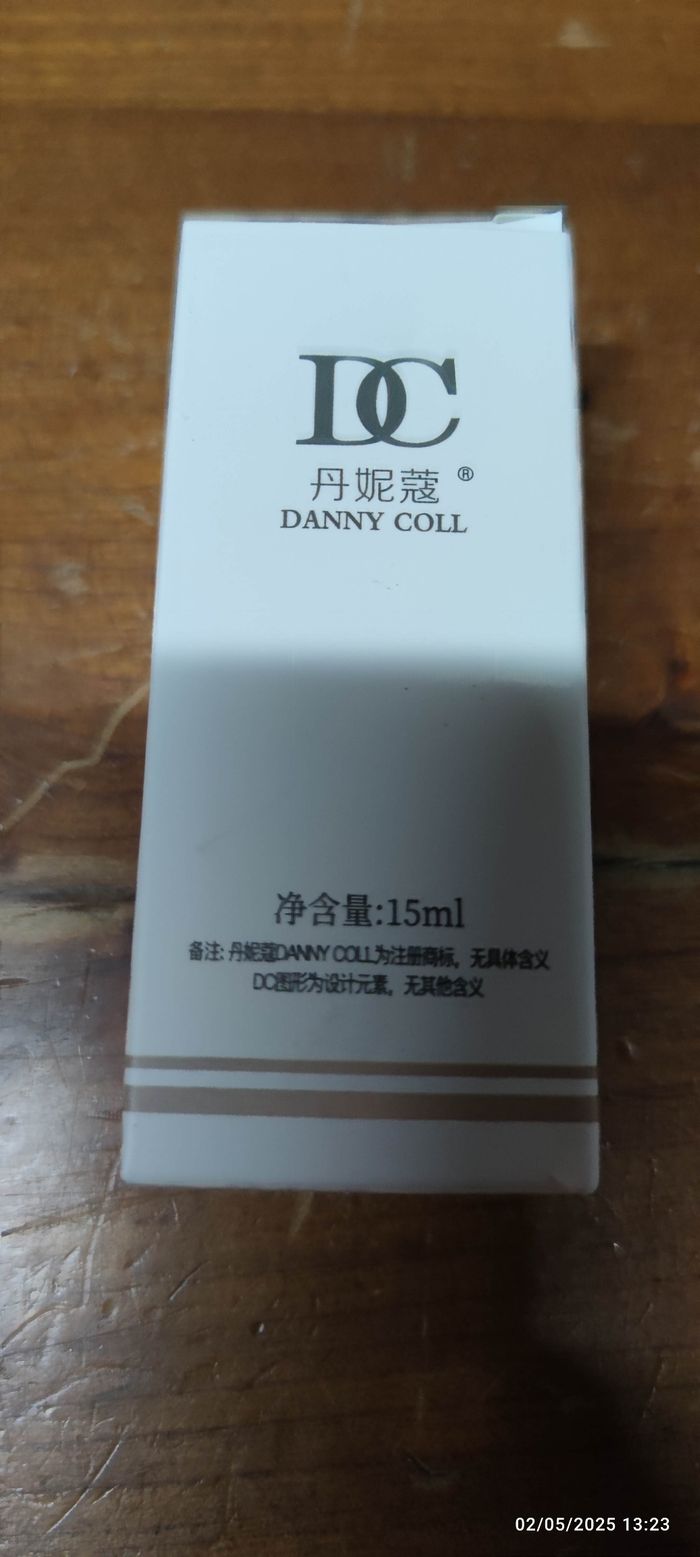 DC
丹妮蔻®
DANNY COLL
净含量:15ml
备注: 丹妮蔻DANNY COLL为注册商标，无具体含义
DC图形为设计元素，无其他含义
02/05/2025 13:23